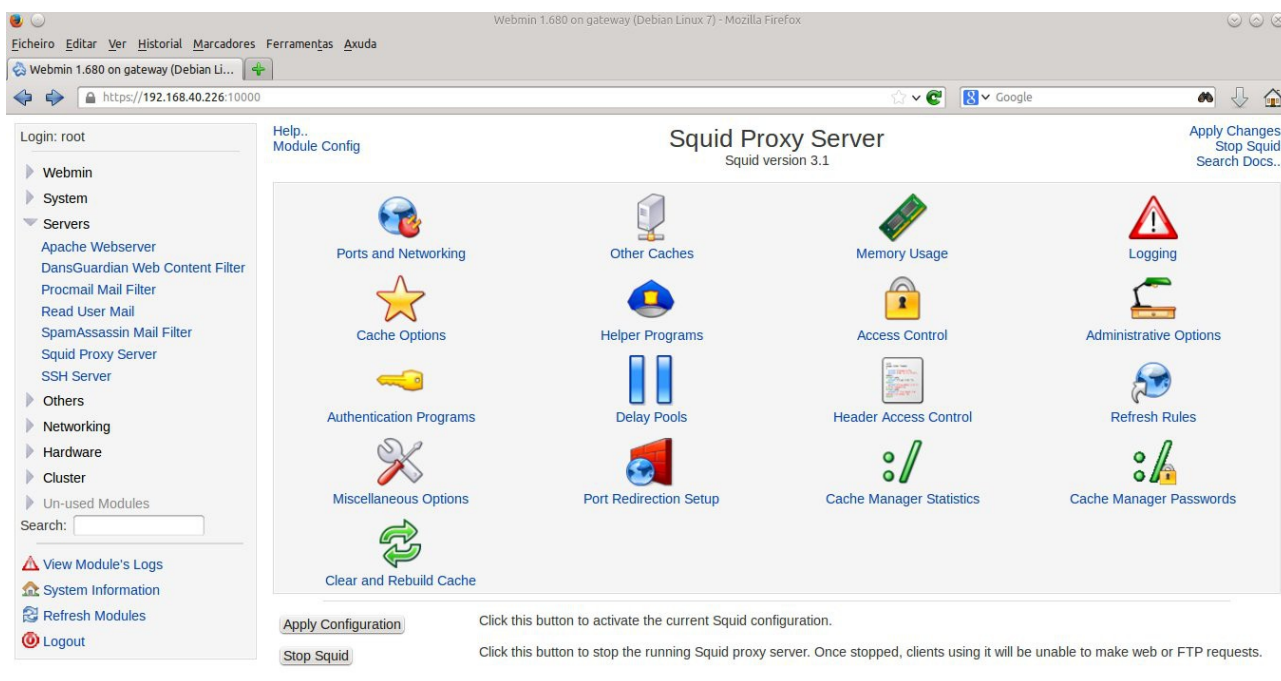 Webmin 1.680 on gateway (Debian Linux 7) - Mozilla Firefox
Ficheiro Editar Ver Historial Marcadores Ferramentas Axuda
Webmin 1.680 on gateway (Debian Li...
https://192.168.40.226:10000
8 Google
Login: root
Webmin
System
Servers
Apache Webserver
DansGuardian Web Content Filter
Procmail Mail Filter
Read User Mail
SpamAssassin Mail Filter
Squid Proxy Server
SSH Server
Others
Networking
Hardware
Cluster
Un-used Modules
Search:
View Module's Logs
System Information
Refresh Modules
Logout
Help..
Module Config
Squid Proxy Server
Squid version 3.1
Apply Changes
Stop Squid
Search Docs..
Ports and Networking
Other Caches
Memory Usage
Logging
Cache Options
Helper Programs
Access Control
Administrative Options
Authentication Programs
Delay Pools
Header Access Control
Refresh Rules
Miscellaneous Options
Port Redirection Setup
Cache Manager Statistics
Cache Manager Passwords
Clear and Rebuild Cache
Apply Configuration
Click this button to activate the current Squid configuration.
Stop Squid
Click this button to stop the running Squid proxy server. Once stopped, clients using it will be unable to make web or FTP requests.